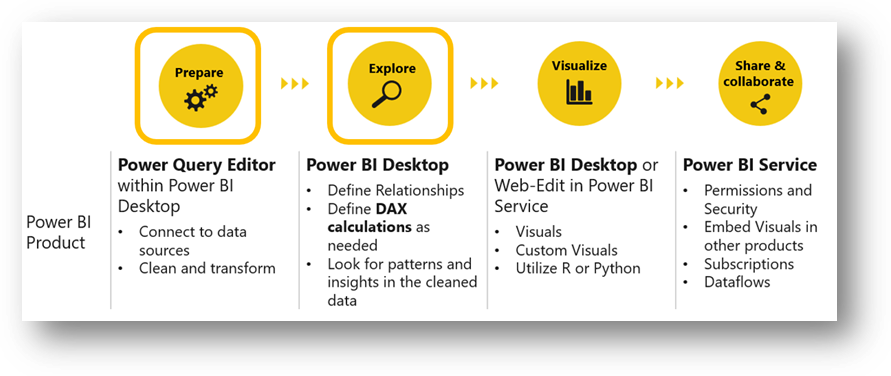 Prepare
Explore
Visualize
Share &
collaborate
Power BI
Product
Power Query Editor
within Power BI
Desktop
• Connect to data
sources
• Clean and transform
Power BI Desktop
• Define Relationships
• Define DAX
calculations as
needed
• Look for patterns and
insights in the cleaned
data
Power BI Desktop or
Web-Edit in Power BI
Service
• Visuals
• Custom Visuals
• Utilize R or Python
Power BI Service
• Permissions and
Security
• Embed Visuals in
other products
• Subscriptions
• Dataflows